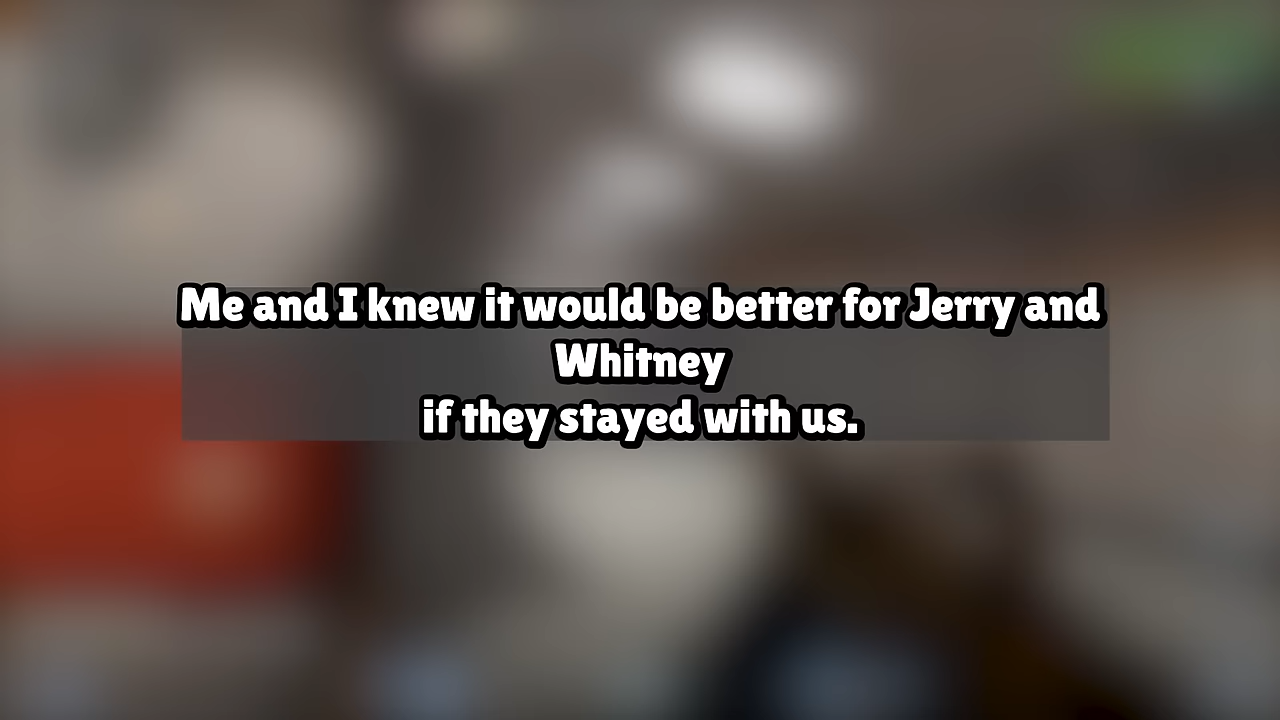 Me and I knew it would be better for Jerry and
Whitney
if they stayed with us.